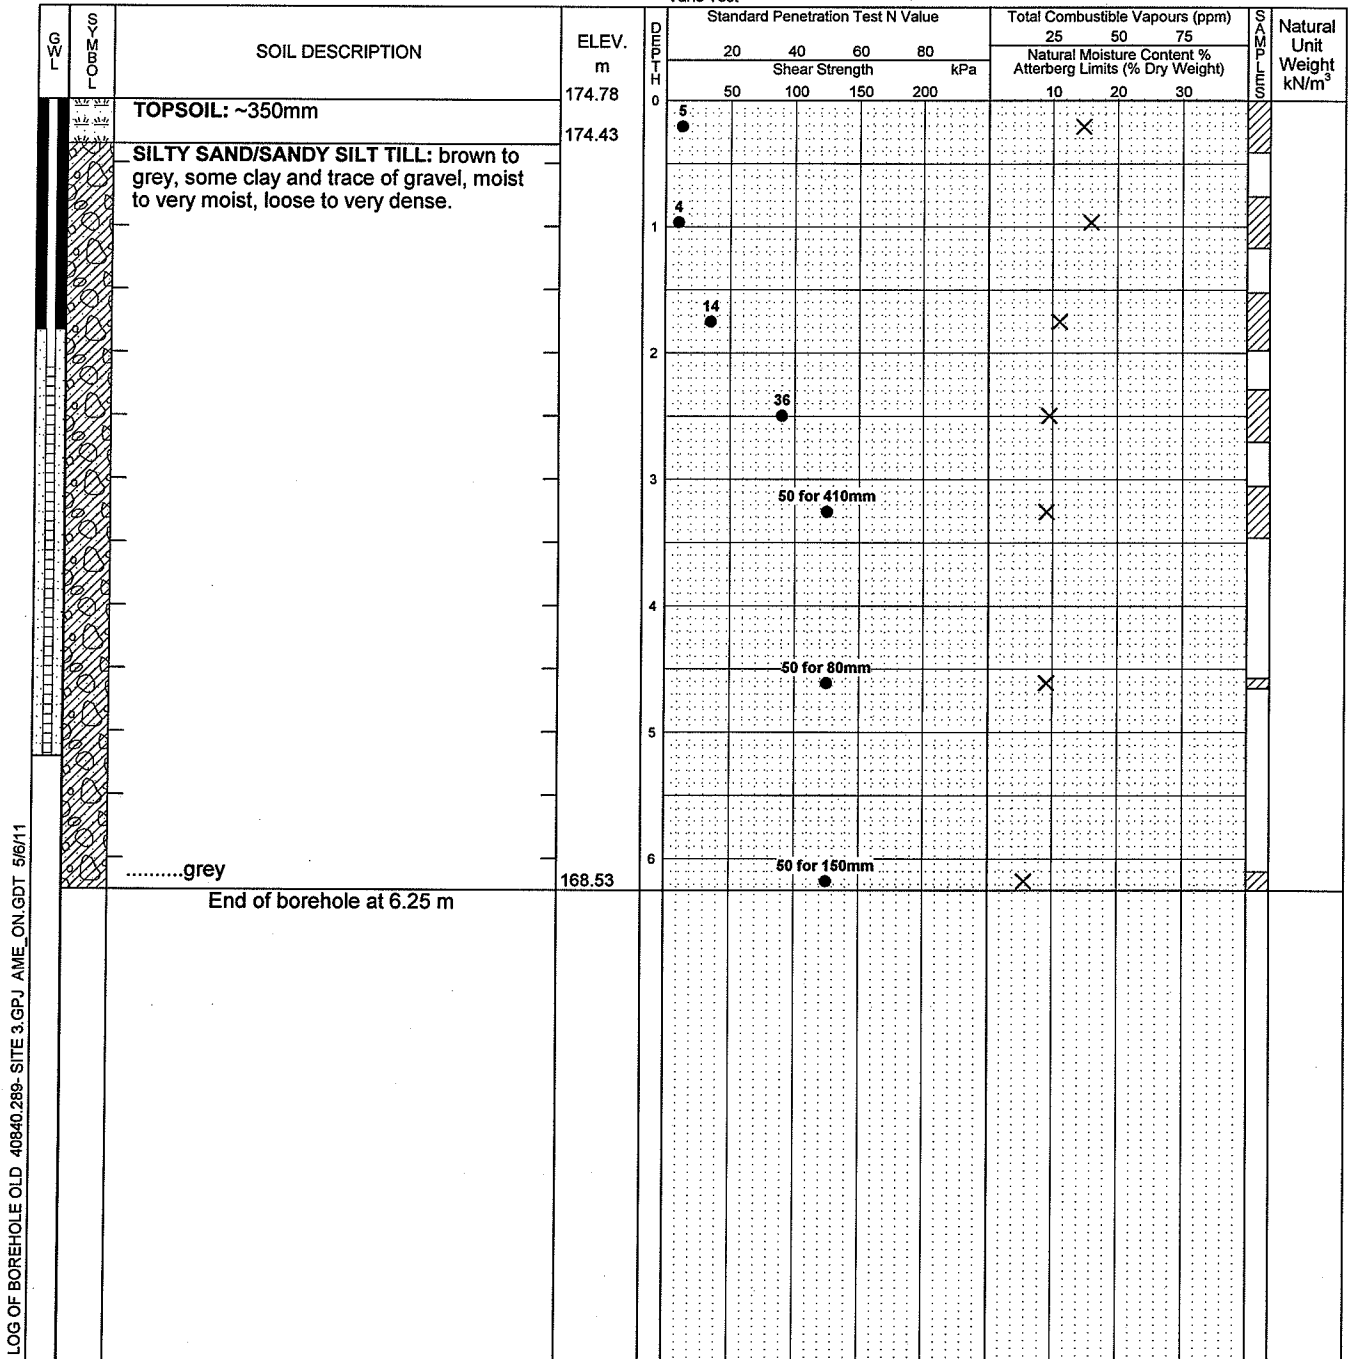 Standard Penetration Test N Value
Total Combustible Vapours (ppm)
GWL
SYMBOL
SOIL DESCRIPTION
ELEV.
m
DEPTH
20 40 60 80
Shear Strength kPa
50 100 150 200
25 50 75
Natural Moisture Content %
Atterberg Limits (% Dry Weight)
10 20 30
SAMPLES
Natural
Unit
Weight
kN/m³
174.78
0
TOPSOIL: ~350mm
5
174.43
SILTY SAND/SANDY SILT TILL: brown to
grey, some clay and trace of gravel, moist
to very moist, loose to very dense.
4
1
14
2
36
3
50 for 410mm
4
50 for 80mm
5
6
50 for 150mm
..........grey
168.53
End of borehole at 6.25 m
LOG OF BOREHOLE OLD 40840.289- SITE 3.GPJ AME_ON.GDT 5/6/11